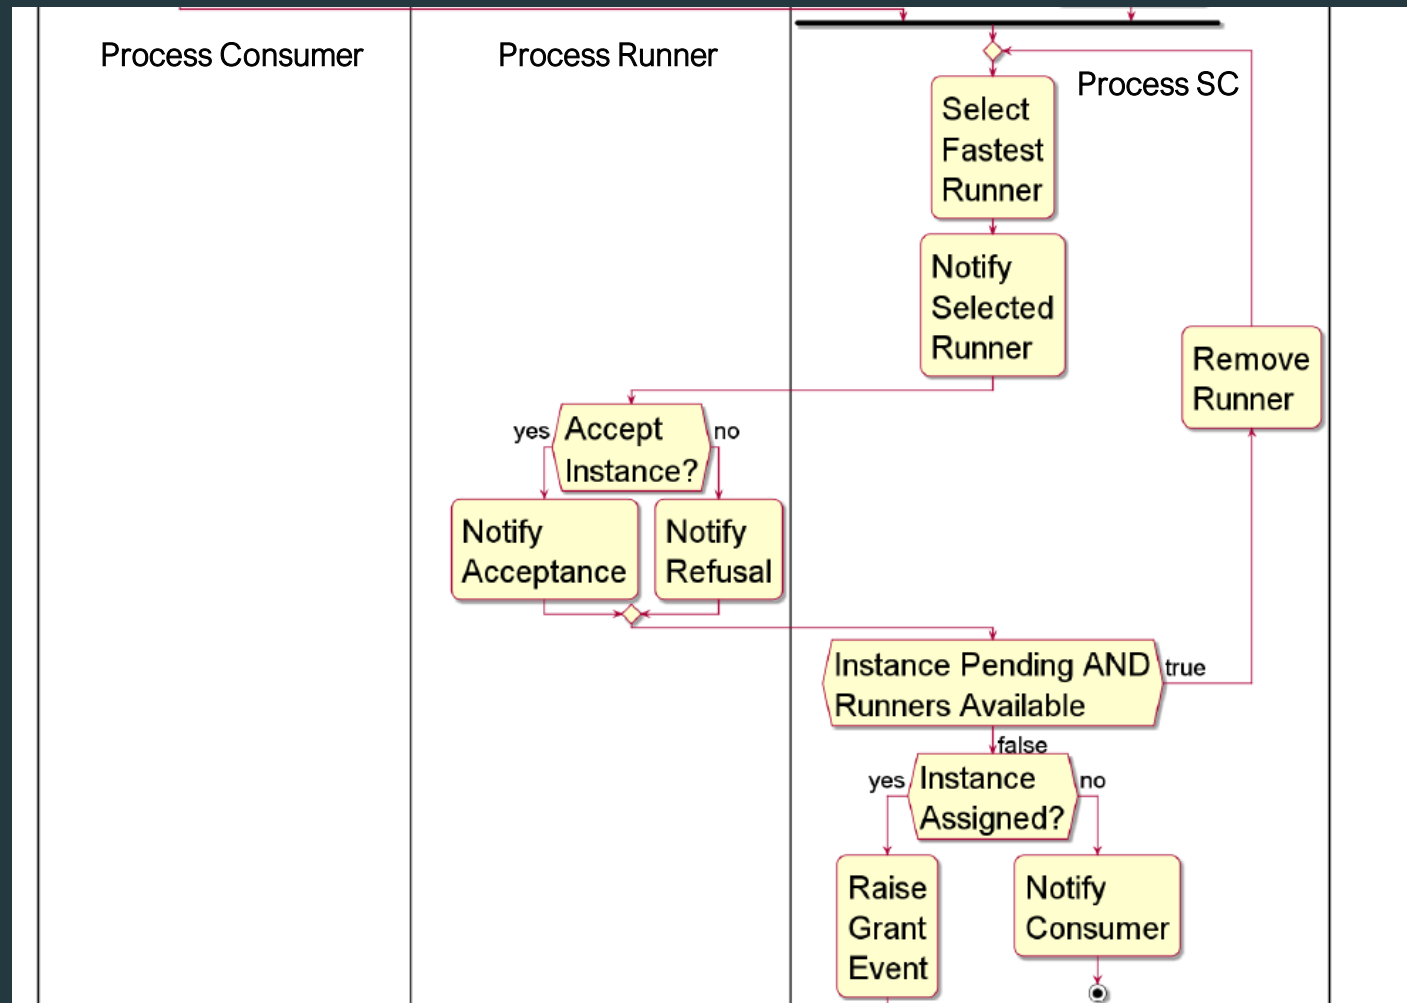 Process Consumer
Process Runner
Process SC
Select
Fastest
Runner
Notify
Selected
Runner
Remove
Runner
yes
Accept
Instance?
no
Notify
Acceptance
Notify
Refusal
Instance Pending AND
Runners Available
true
false
yes
Instance
Assigned?
no
Raise
Grant
Event
Notify
Consumer